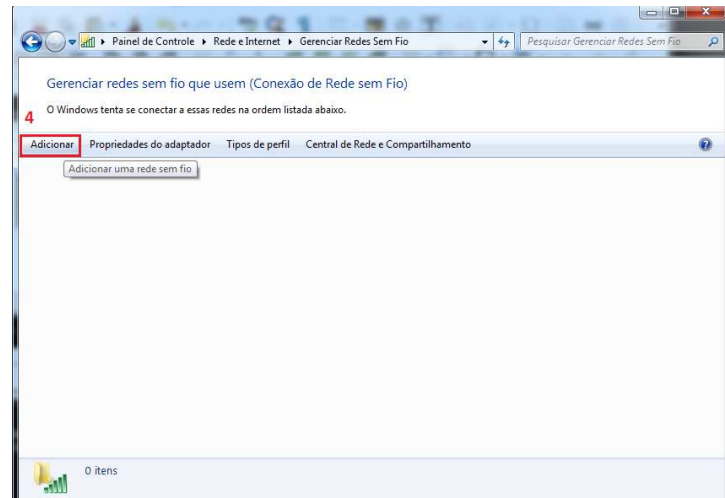 Painel de Controle Rede e Internet Gerenciar Redes Sem Fio Pesquisar Gerenciar Redes Sem Fio
Gerenciar redes sem fio que usem (Conexão de Rede sem Fio)
O Windows tenta se conectar a essas redes na ordem listada abaixo.
4
Adicionar Propriedades do adaptador Tipos de perfil Central de Rede e Compartilhamento
Adicionar uma rede sem fio
0 itens